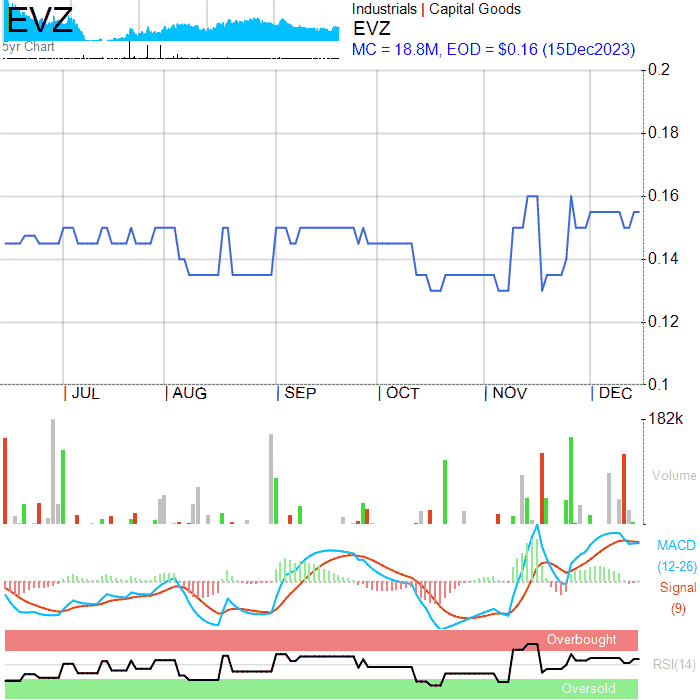 EVZ
5yr Chart
Industrials | Capital Goods
EVZ
MC = 18.8M, EOD = $0.16 (15Dec2023)
0.2
0.18
0.16
0.14
0.12
0.1
JUL AUG SEP OCT NOV DEC
182k
Volume
MACD
(12-26)
Signal
(9)
Overbought
RSI(14)
Oversold